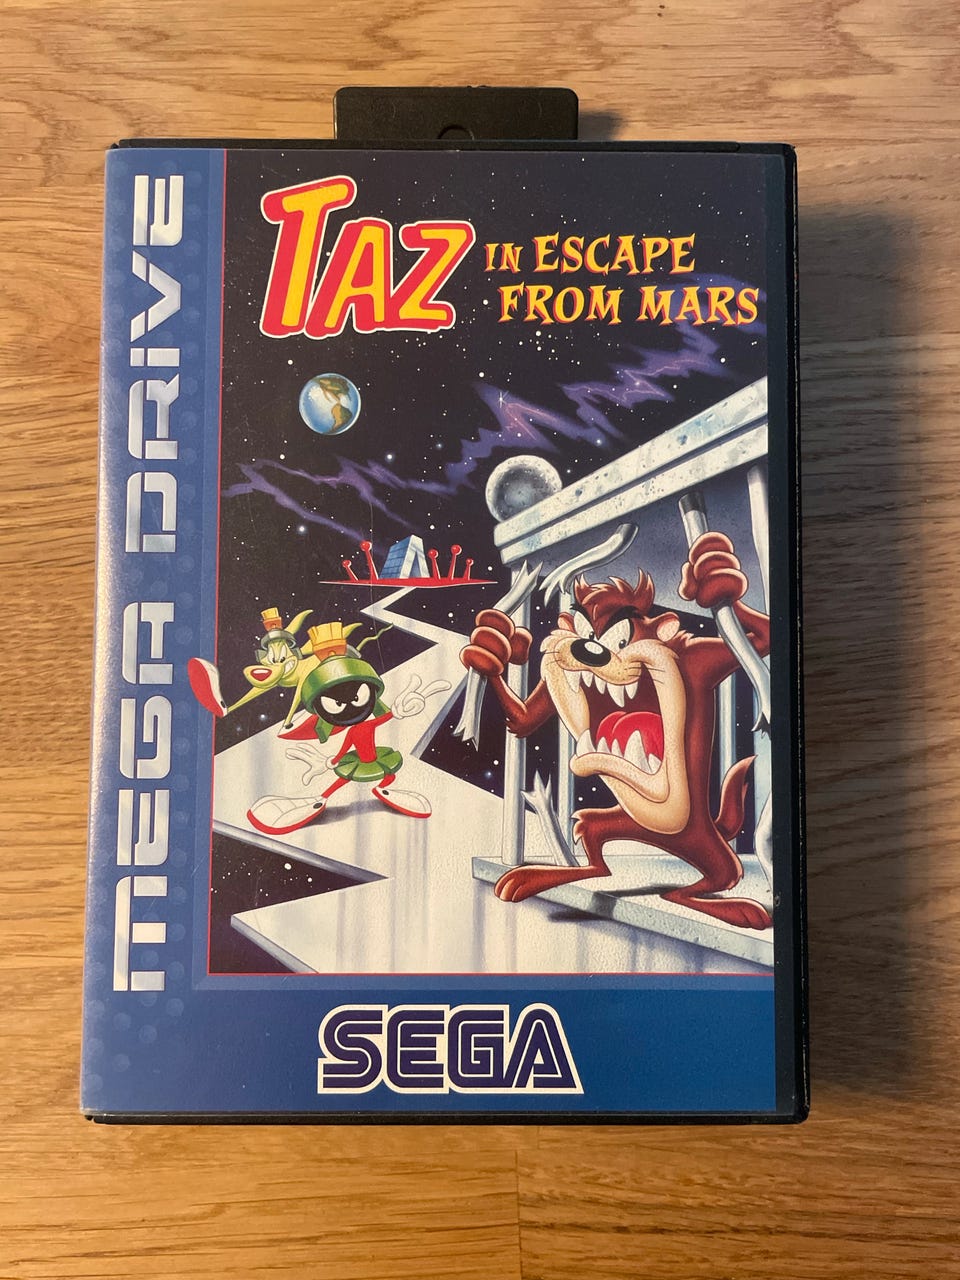 MEGA DRIVE
TAZ IN ESCAPE
FROM MARS
SEGA